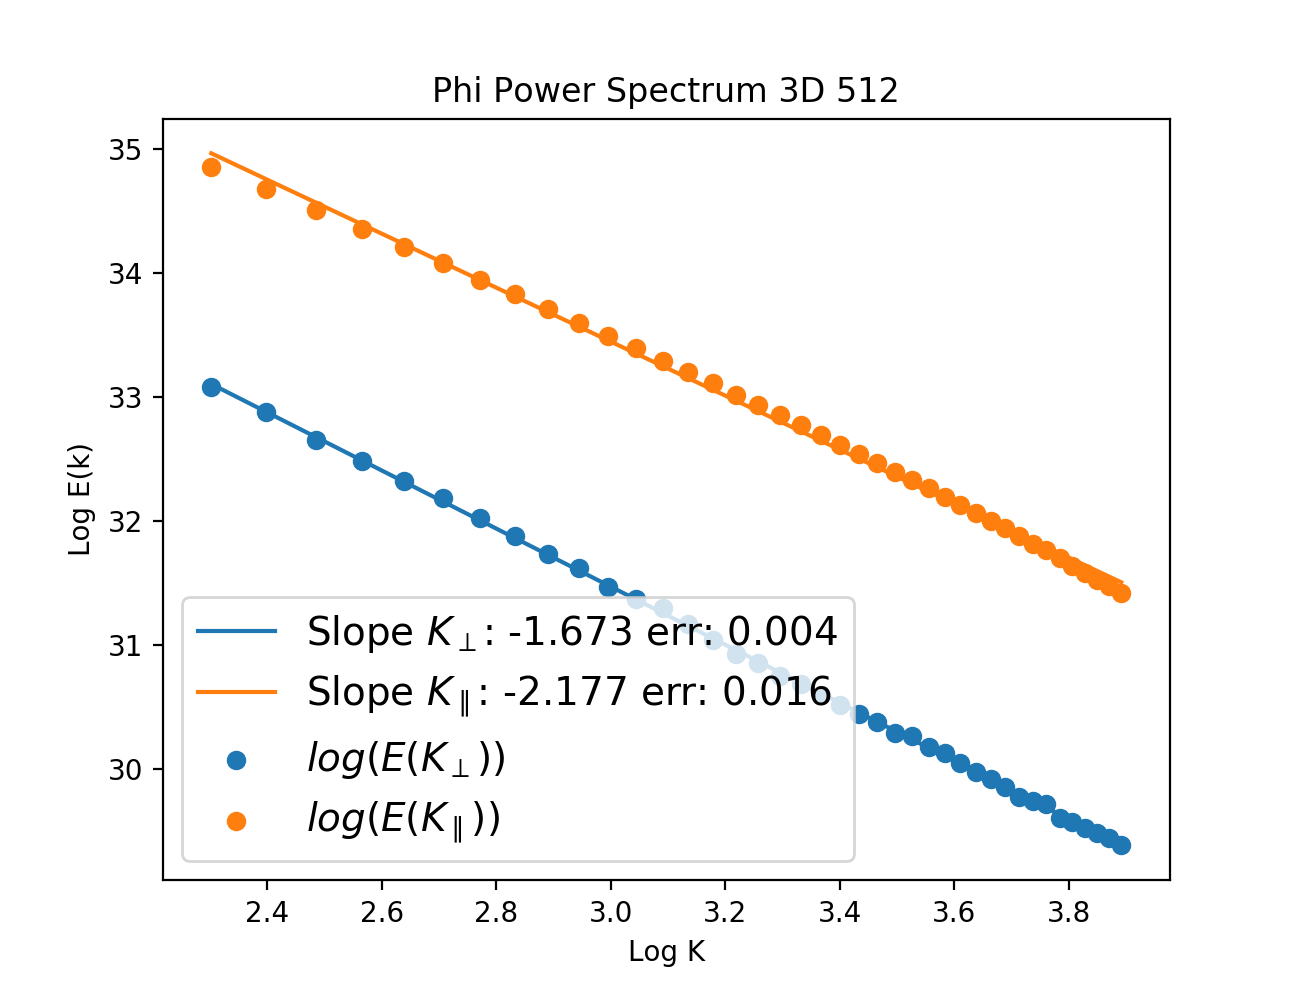 Phi Power Spectrum 3D 512
35
34
33
32
31
30
Log E(k)
Slope K⊥: -1.673 err: 0.004
Slope K∥: -2.177 err: 0.016
log(E(K⊥))
log(E(K∥))
2.4 2.6 2.8 3.0 3.2 3.4 3.6 3.8
Log K